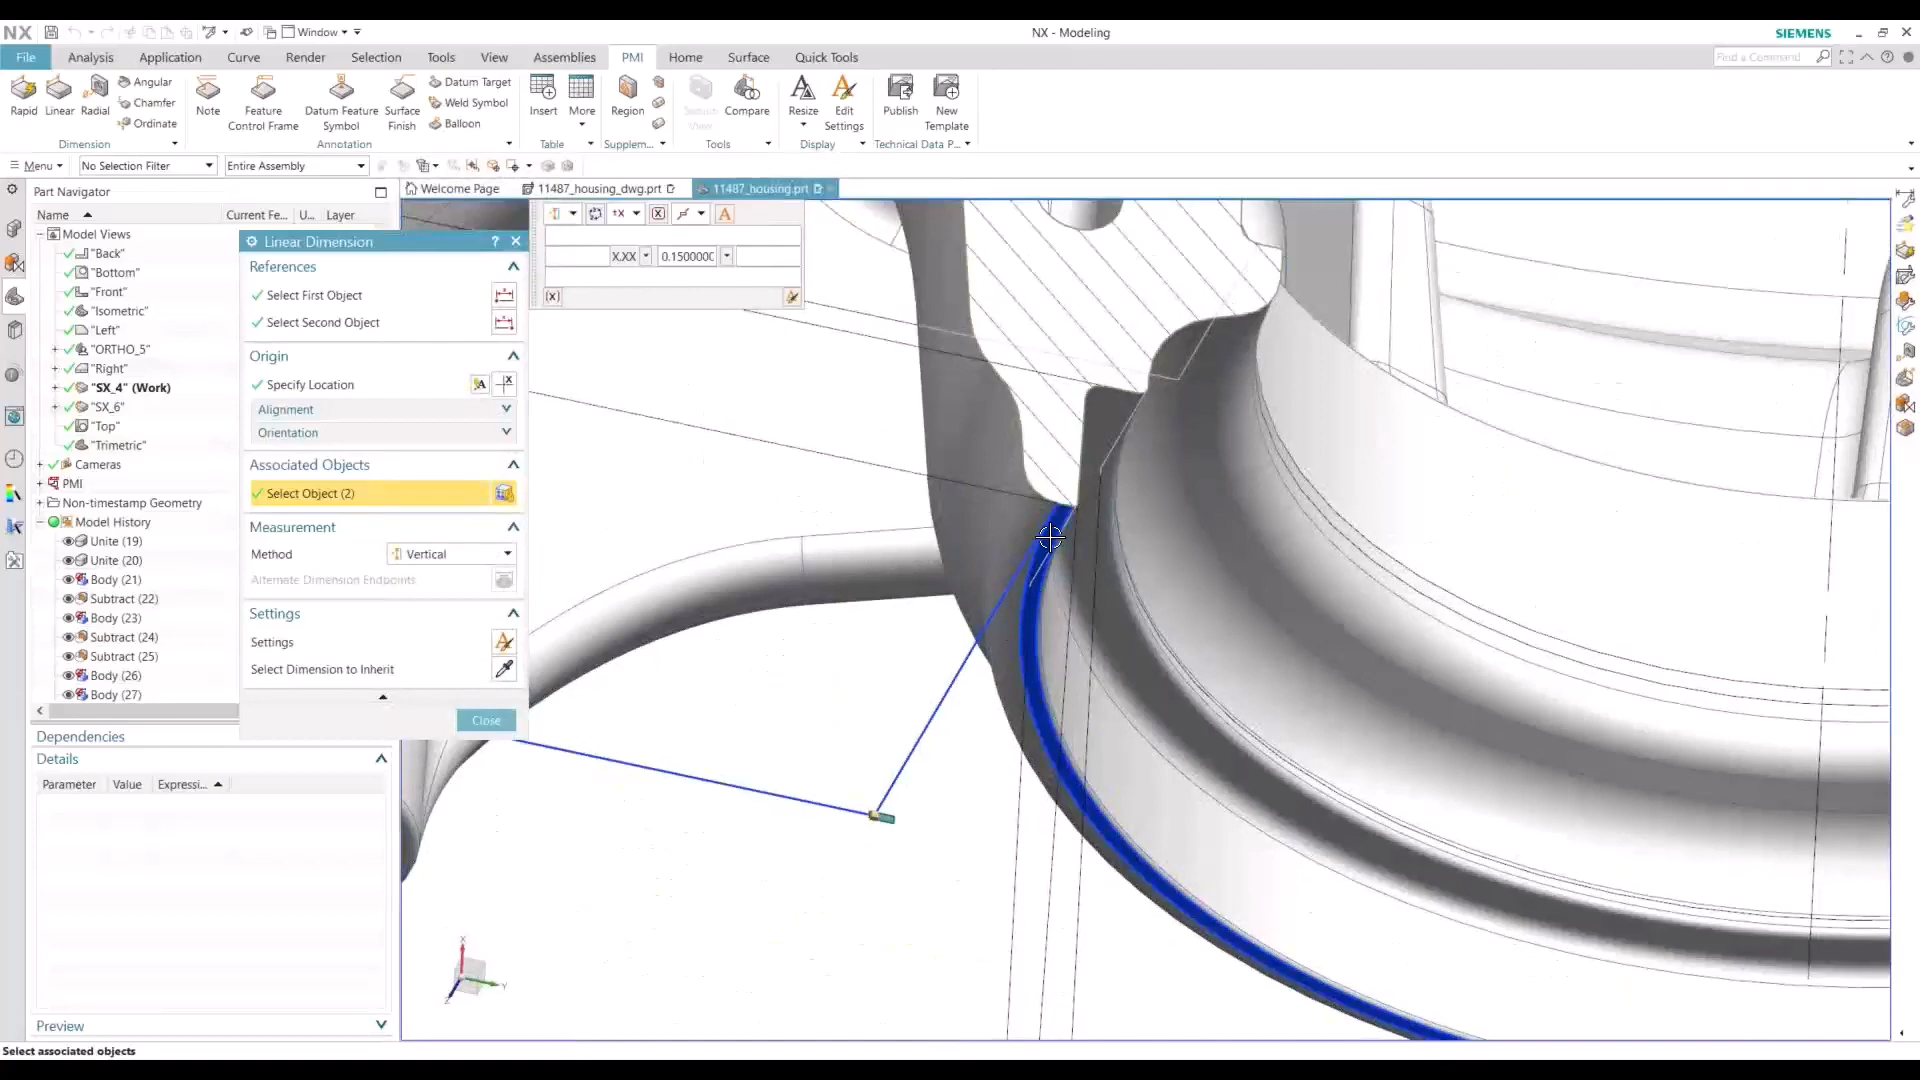 NX
Window
NX - Modeling
SIEMENS
File
Analysis
Application
Curve
Render
Selection
Tools
View
Assemblies
PMI
Home
Surface
Quick Tools
Find a Command
Rapid
Linear
Radial
Angular
Chamfer
Ordinate
Note
Feature
Control Frame
Datum Feature
Symbol
Surface
Finish
Datum Target
Weld Symbol
Balloon
Insert
More
Region
Section
View
Compare
Resize
Edit
Settings
Publish
New
Template
Dimension
Annotation
Table
Supplem...
Tools
Display
Technical Data P...
Menu
No Selection Filter
Entire Assembly
Part Navigator
Welcome Page
11487_housing_dwg.prt
11487_housing.prt
Name
Current Fe...
U...
Layer
Model Views
"Back"
"Bottom"
"Front"
"Isometric"
"Left"
"ORTHO_5"
"Right"
"SX_4" (Work)
"SX_6"
"Top"
"Trimetric"
Cameras
PMI
Non-timestamp Geometry
Model History
Unite (19)
Unite (20)
Body (21)
Subtract (22)
Body (23)
Subtract (24)
Subtract (25)
Body (26)
Body (27)
Dependencies
Details
Parameter
Value
Expressi...
Preview
Linear Dimension
References
Select First Object
Select Second Object
Origin
Specify Location
Alignment
Orientation
Associated Objects
Select Object (2)
Measurement
Method
Vertical
Alternate Dimension Endpoints
Settings
Settings
Select Dimension to Inherit
Close
X.XX
0.150000C
(x)
X
Y
Z
Select associated objects